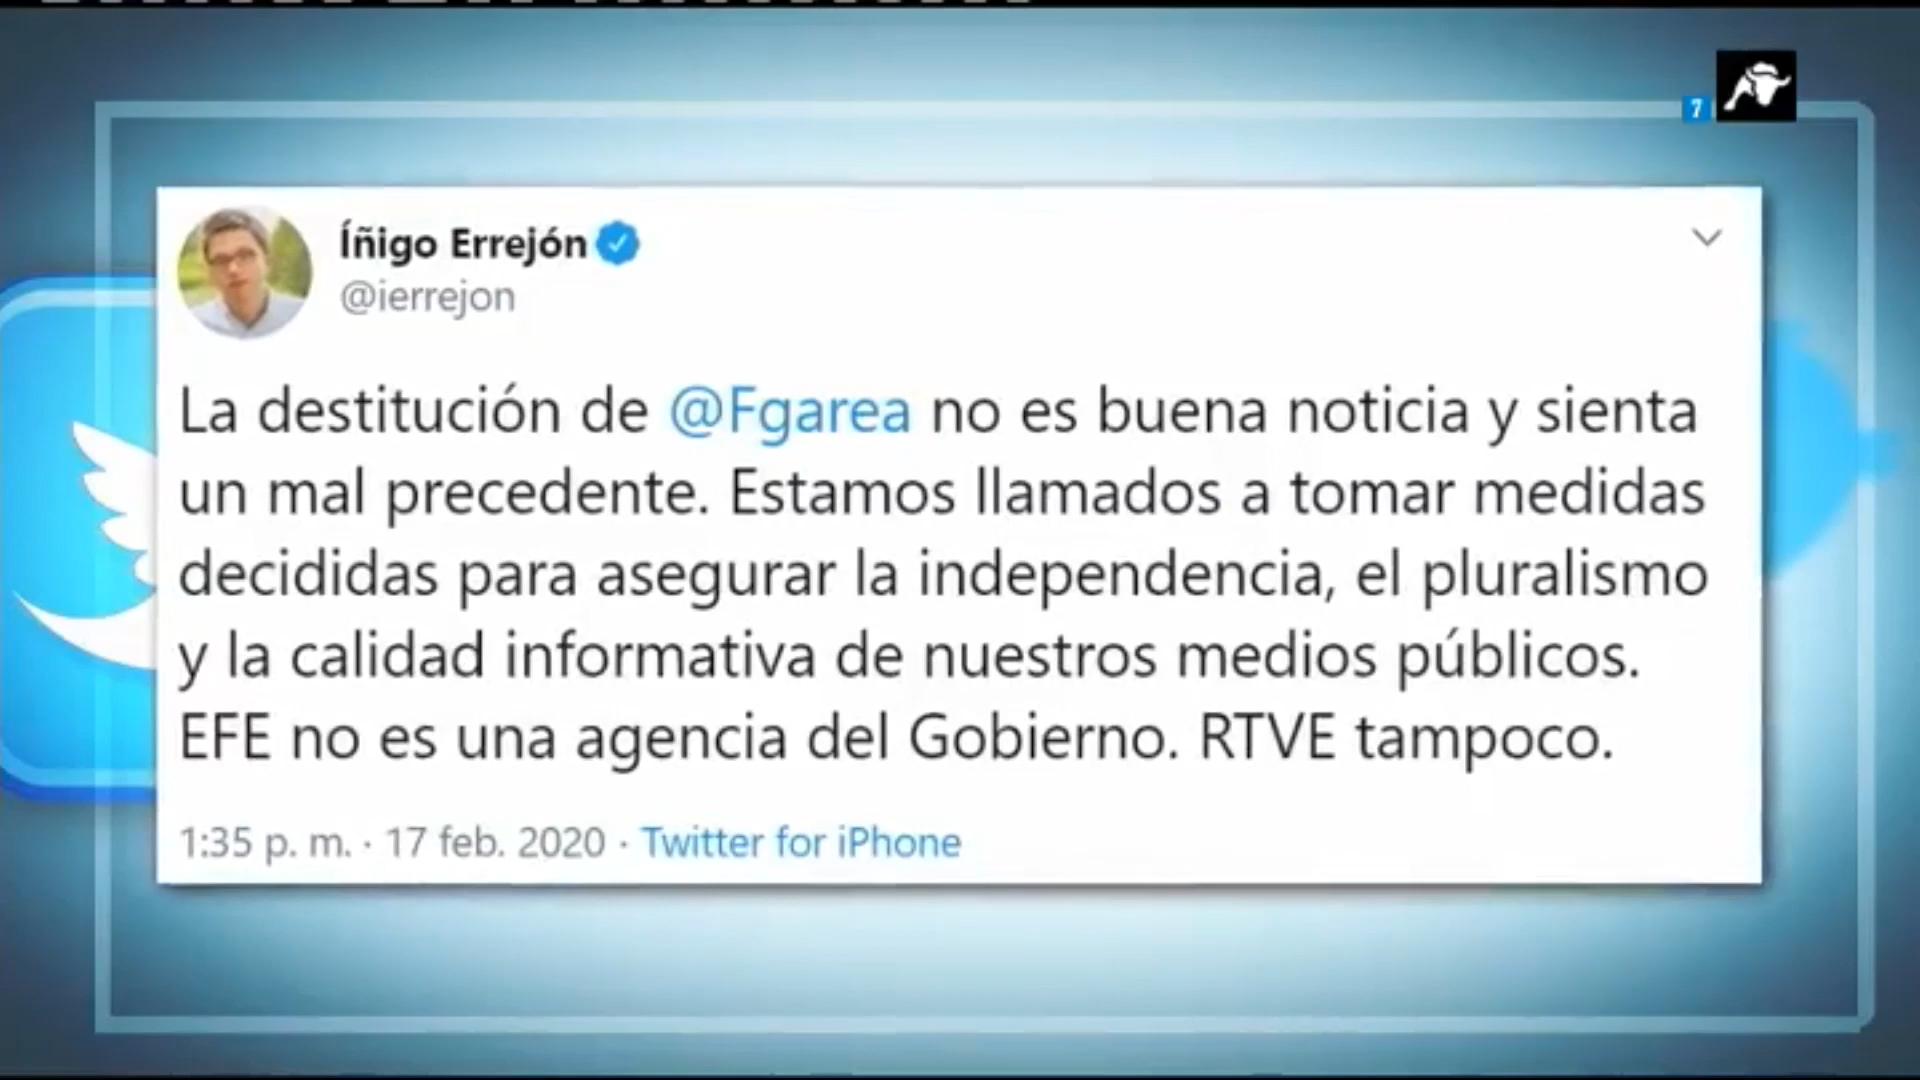 7
Íñigo Errejón
@ierrejon
La destitución de @Fgarea no es buena noticia y sienta
un mal precedente. Estamos llamados a tomar medidas
decididas para asegurar la independencia, el pluralismo
y la calidad informativa de nuestros medios públicos.
EFE no es una agencia del Gobierno. RTVE tampoco.
1:35 p. m. · 17 feb. 2020 · Twitter for iPhone